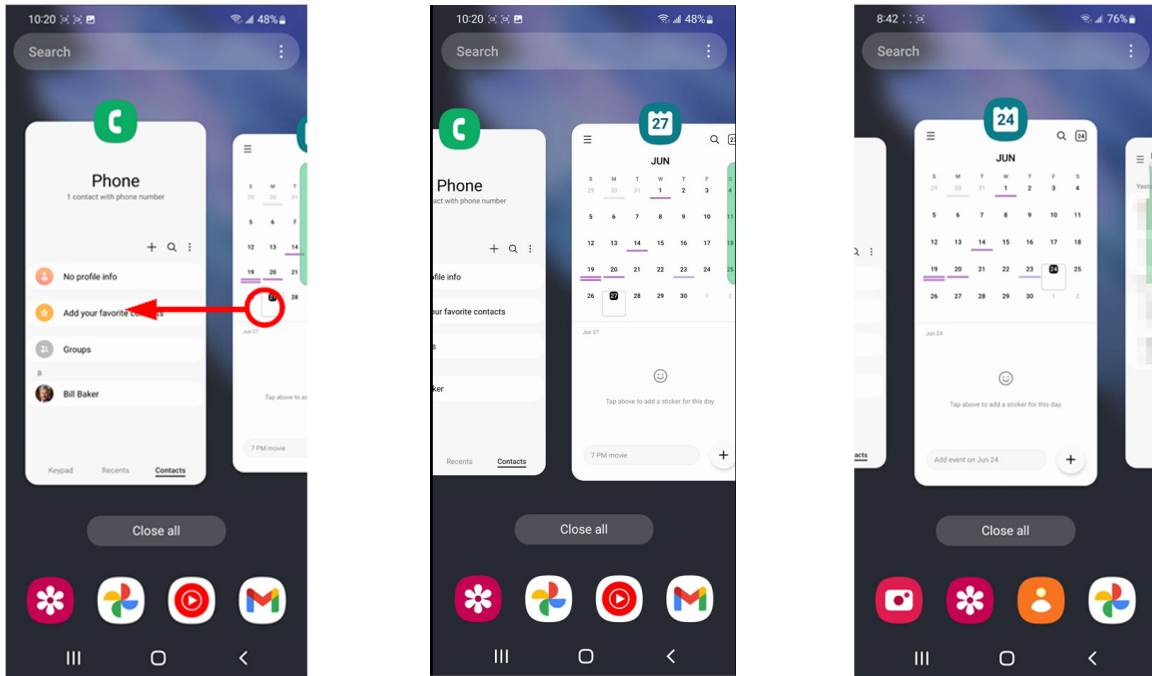 10:20 48%
Search
Phone
1 contact with phone number
No profile info
Add your favorite contacts
Groups
B
Bill Baker
Keypad Recents Contacts
S M T
29 30 31
5 6 7
12 13 14
19 20 21
27 28
Jun 27
Tap above to ad
7 PM movie
Close all
10:20 48%
Search
Phone
act with phone number
ofile info
our favorite contacts
s
ker
Recents Contacts
27
JUN
S M T W T F S
29 30 31 1 2 3 4
5 6 7 8 9 10 11
12 13 14 15 16 17 18
19 20 21 22 23 24 25
26 27 28 29 30 1 2
Jun 27
Tap above to add a sticker for this day.
7 PM movie
Close all
8:42 76%
Search
acts
24
24
JUN
S M T W T F S
29 30 31 1 2 3 4
5 6 7 8 9 10 11
12 13 14 15 16 17 18
19 20 21 22 23 24 25
26 27 28 29 30 1 2
Jun 24
Tap above to add a sticker for this day.
Add event on Jun 24
Yest
Close all